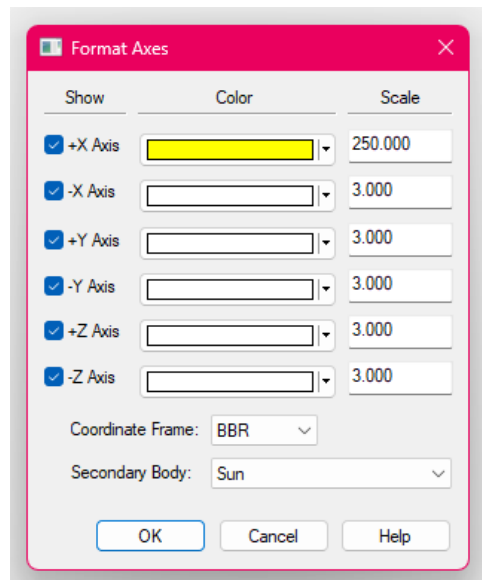 Format Axes
Show Color Scale
+X Axis 250.000
-X Axis 3.000
+Y Axis 3.000
-Y Axis 3.000
+Z Axis 3.000
-Z Axis 3.000
Coordinate Frame: BBR
Secondary Body: Sun
OK Cancel Help